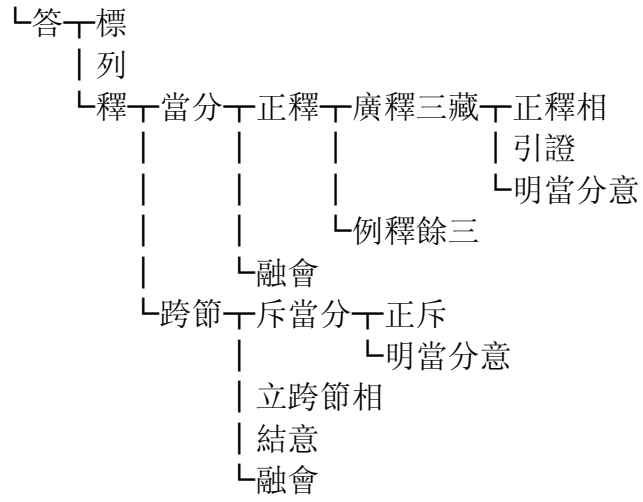 └答┬標
│列
└釋┬當分┬正釋┬廣釋三藏┬正釋相
│ │ │ │引證
│ │ │ └明當分意
│ │ └例釋餘三
│ └融會
└跨節┬斥當分┬正斥
│ └明當分意
│立跨節相
│結意
└融會